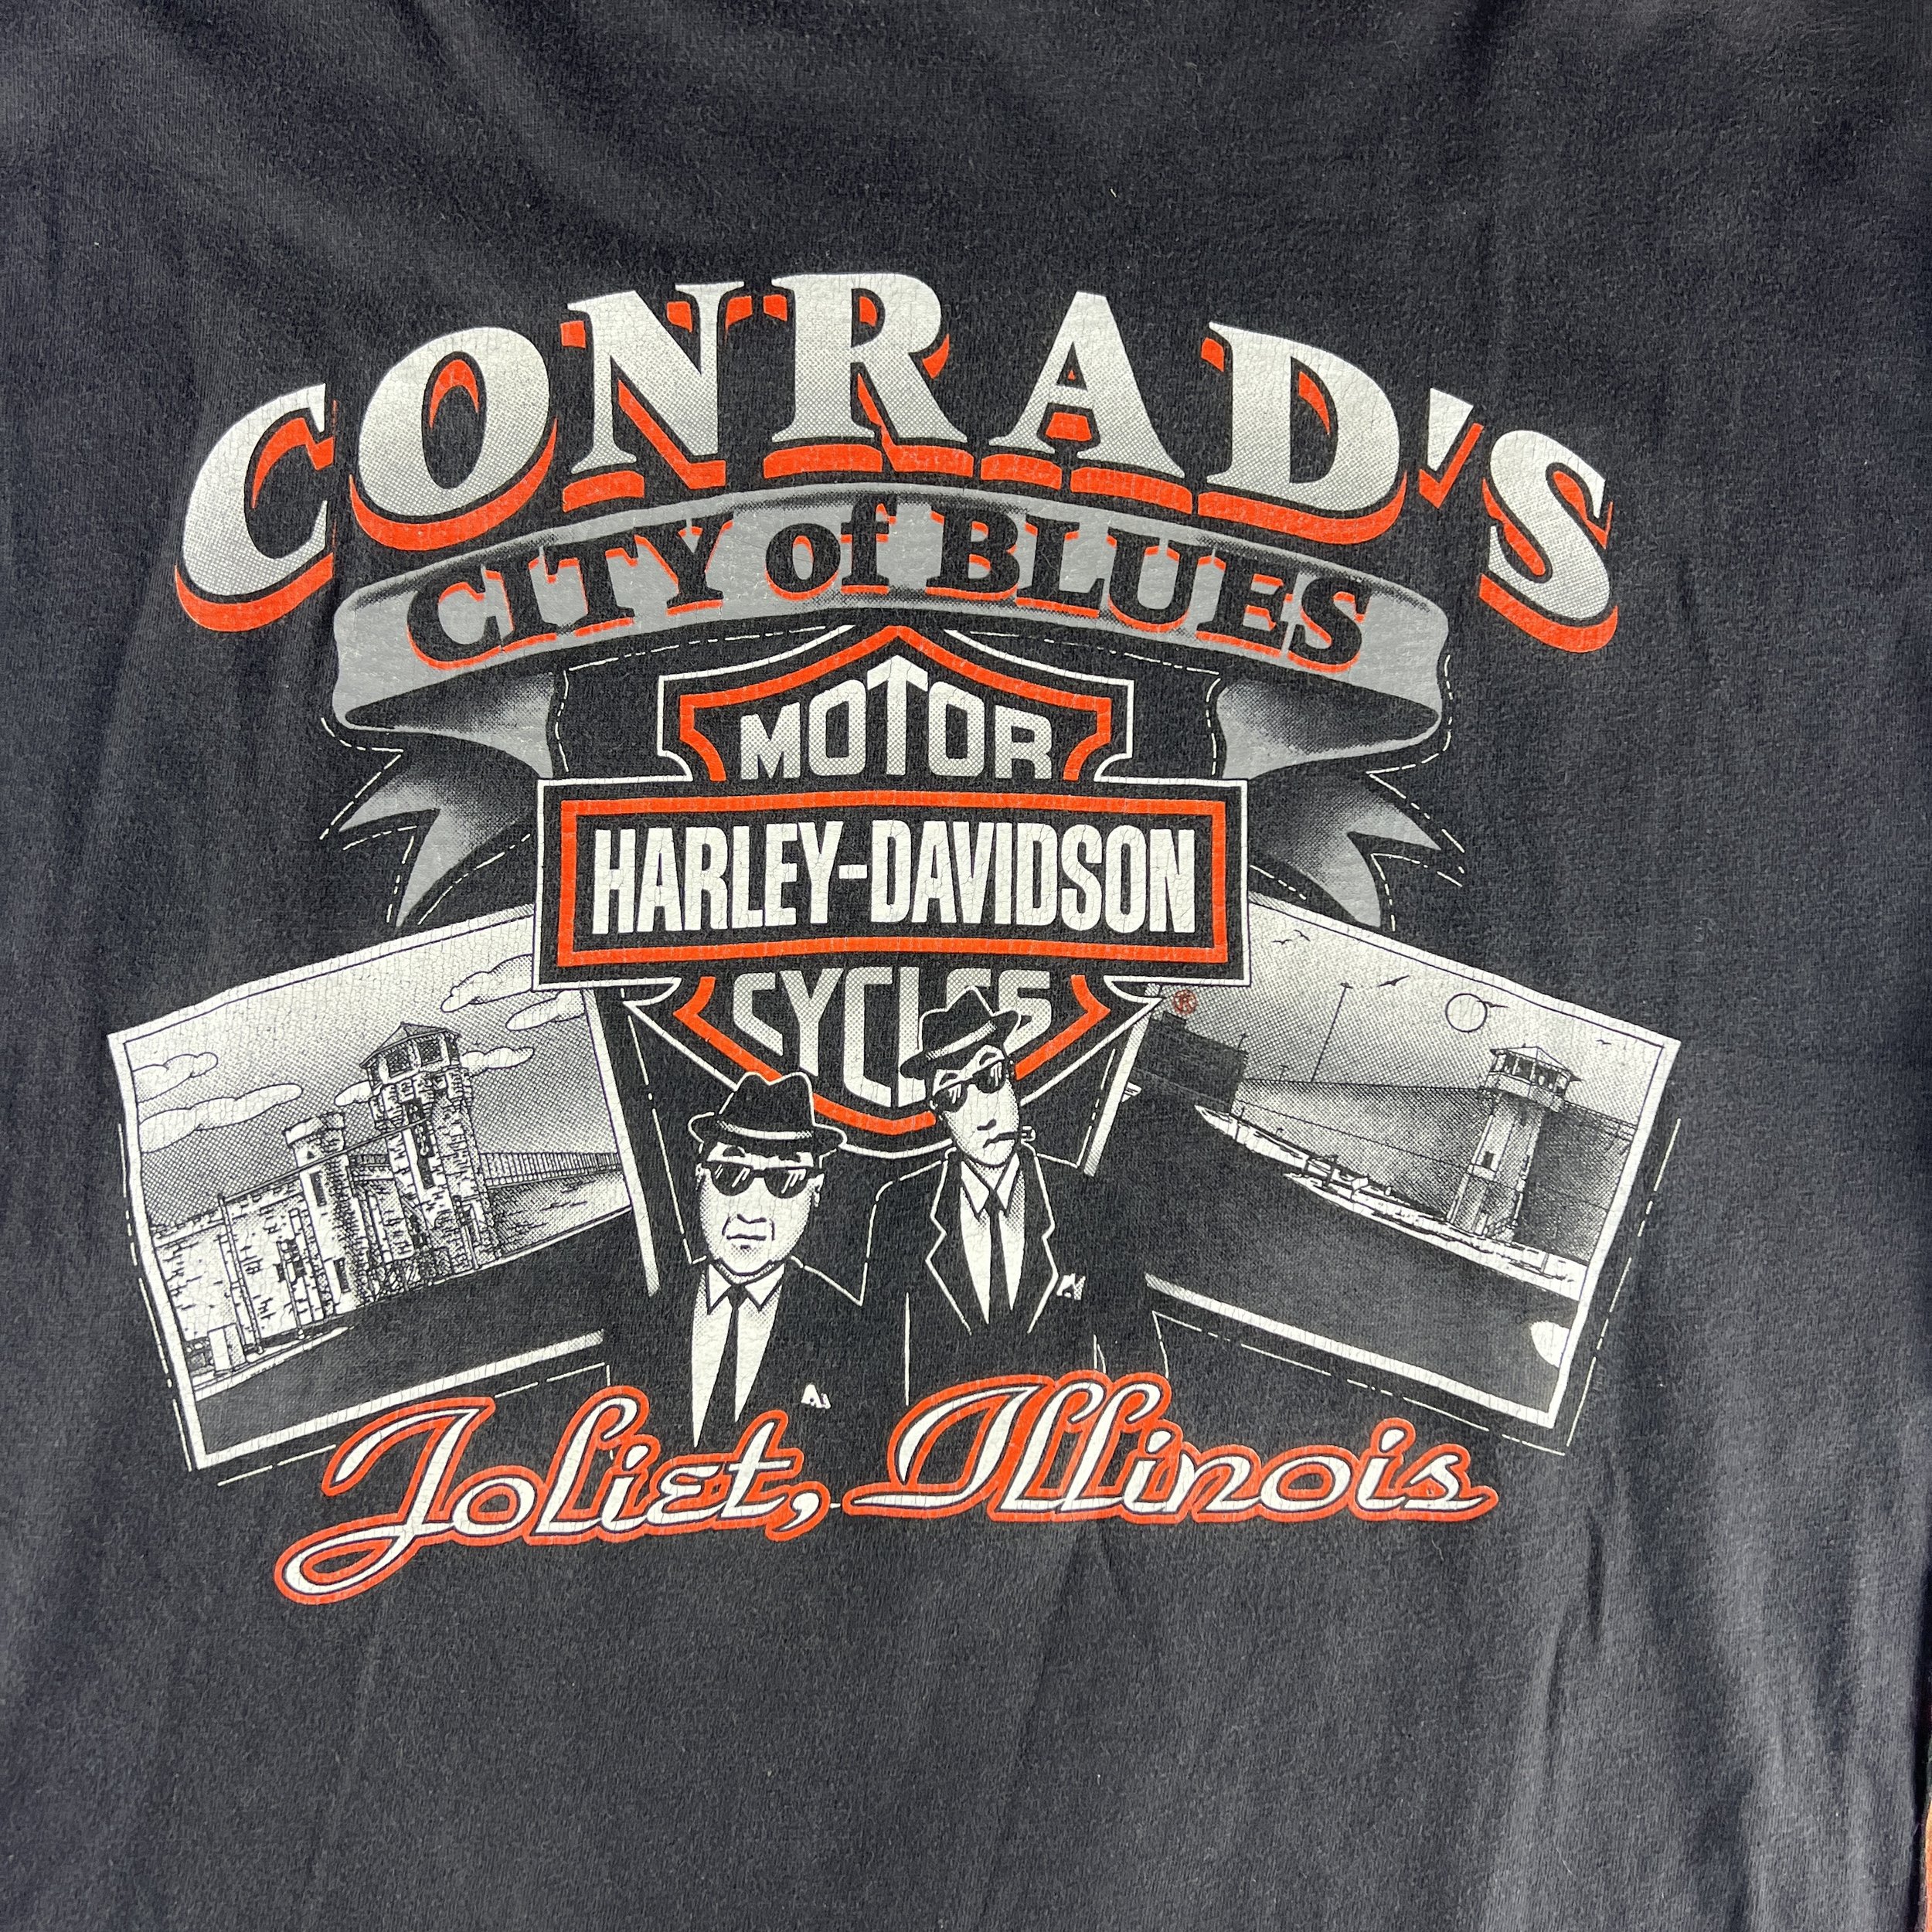 CONRAD'S
CITY of BLUES
MOTOR
HARLEY-DAVIDSON
CYCLES
®
Joliet, Illinois